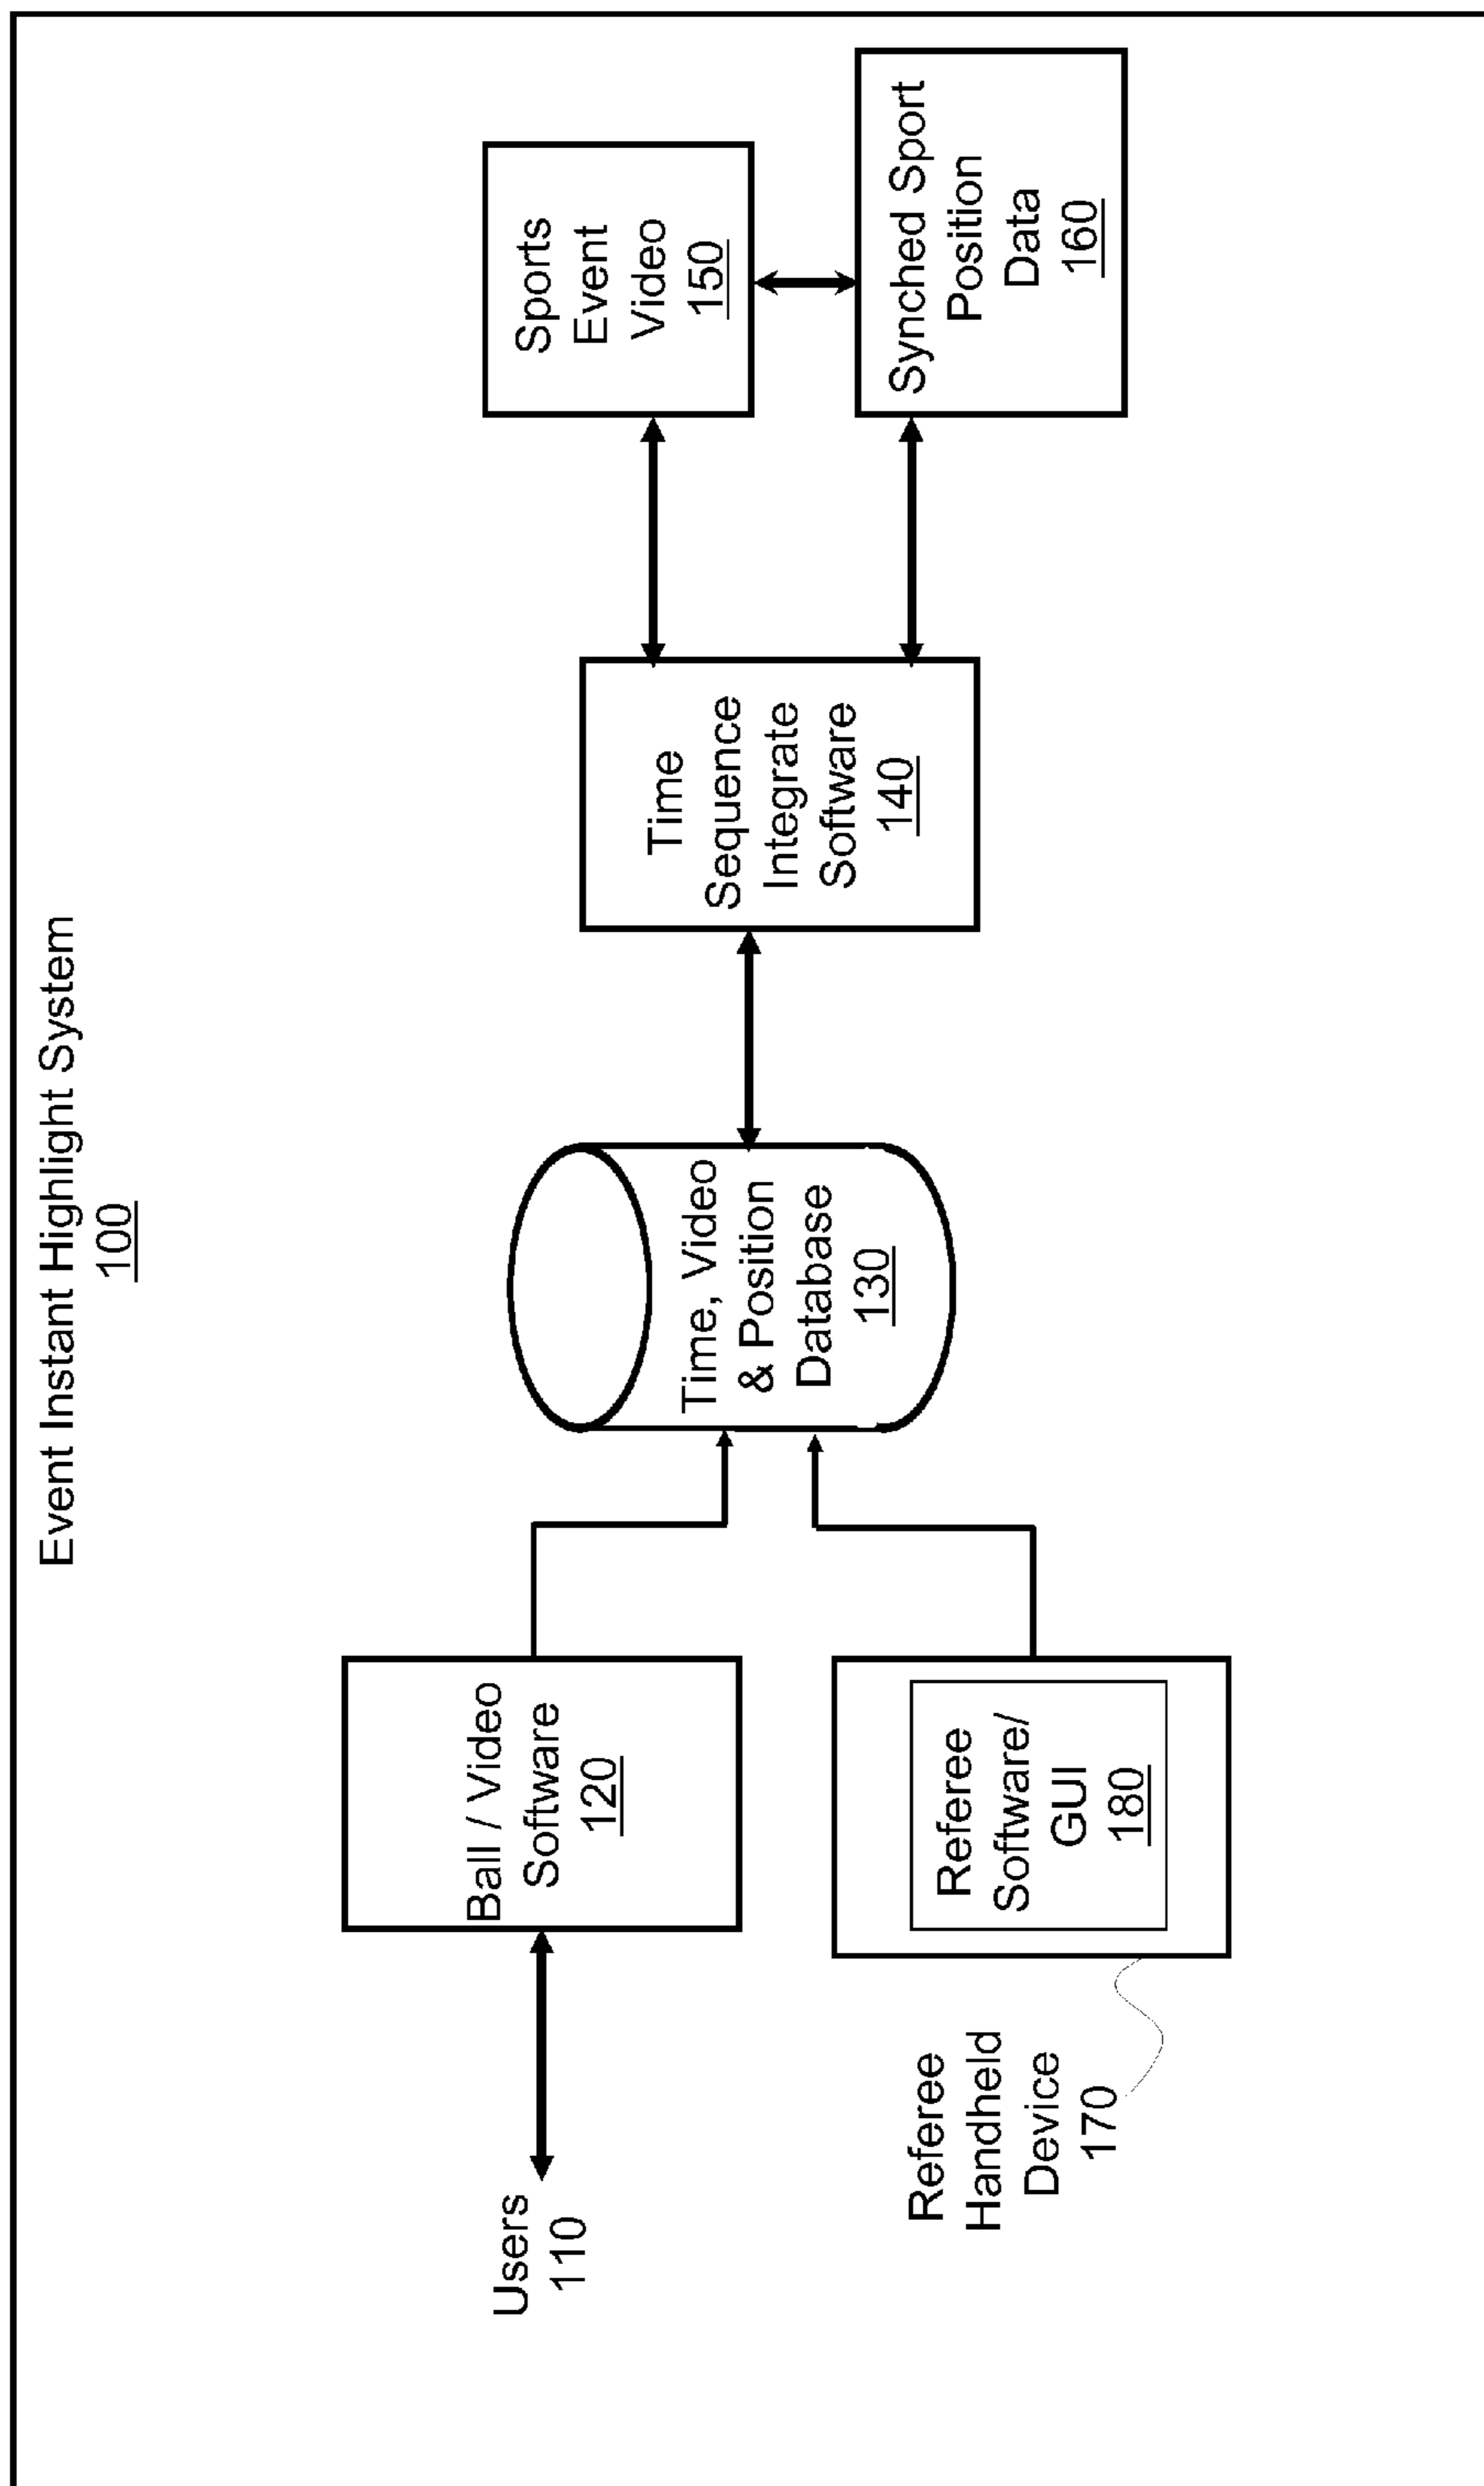 Event Instant Highlight System
100
Users
110
Ball / Video
Software
120
Referee
Handheld
Device
170
Referee
Software/
GUI
180
Time, Video
& Position
Database
130
Time
Sequence
Integrate
Software
140
Sports
Event
Video
150
Synched Sport
Position
Data
160